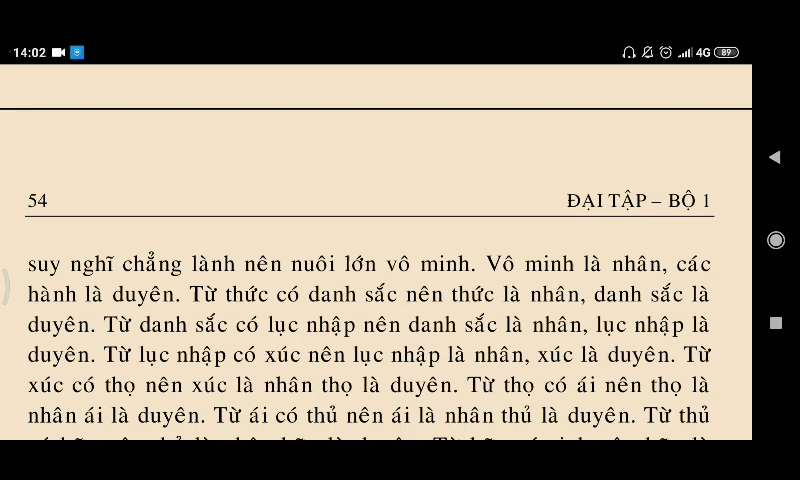 14:02
4G 89
54 ĐẠI TẬP – BỘ 1
suy nghĩ chẳng lành nên nuôi lớn vô minh. Vô minh là nhân, các
hành là duyên. Từ thức có danh sắc nên thức là nhân, danh sắc là
duyên. Từ danh sắc có lục nhập nên danh sắc là nhân, lục nhập là
duyên. Từ lục nhập có xúc nên lục nhập là nhân, xúc là duyên. Từ
xúc có thọ nên xúc là nhân thọ là duyên. Từ thọ có ái nên thọ là
nhân ái là duyên. Từ ái có thủ nên ái là nhân thủ là duyên. Từ thủ